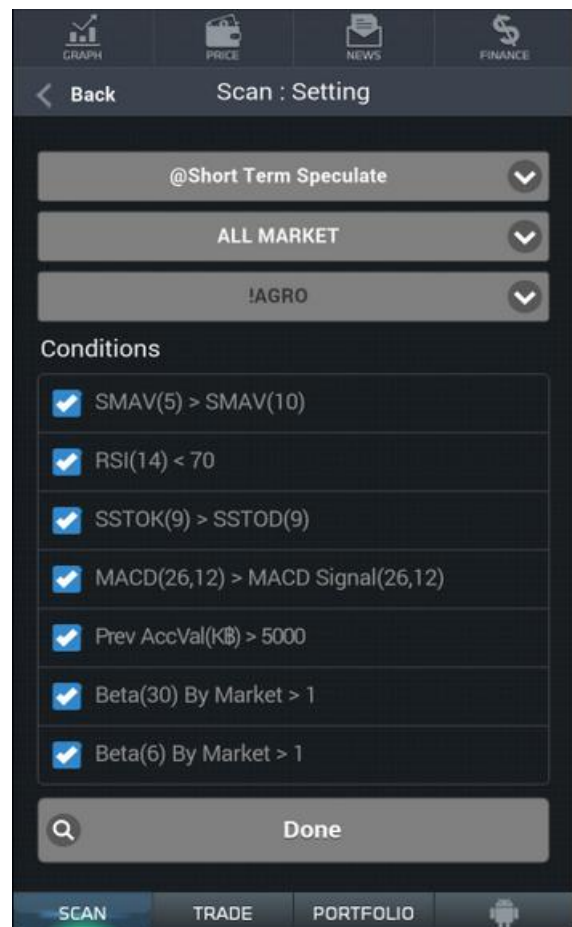 GRAPH PRICE NEWS FINANCE
Back Scan : Setting
@Short Term Speculate
ALL MARKET
!AGRO
Conditions
SMAV(5) > SMAV(10)
RSI(14) < 70
SSTOK(9) > SSTOD(9)
MACD(26,12) > MACD Signal(26,12)
Prev AccVal(K฿) > 5000
Beta(30) By Market > 1
Beta(6) By Market > 1
Done
SCAN TRADE PORTFOLIO